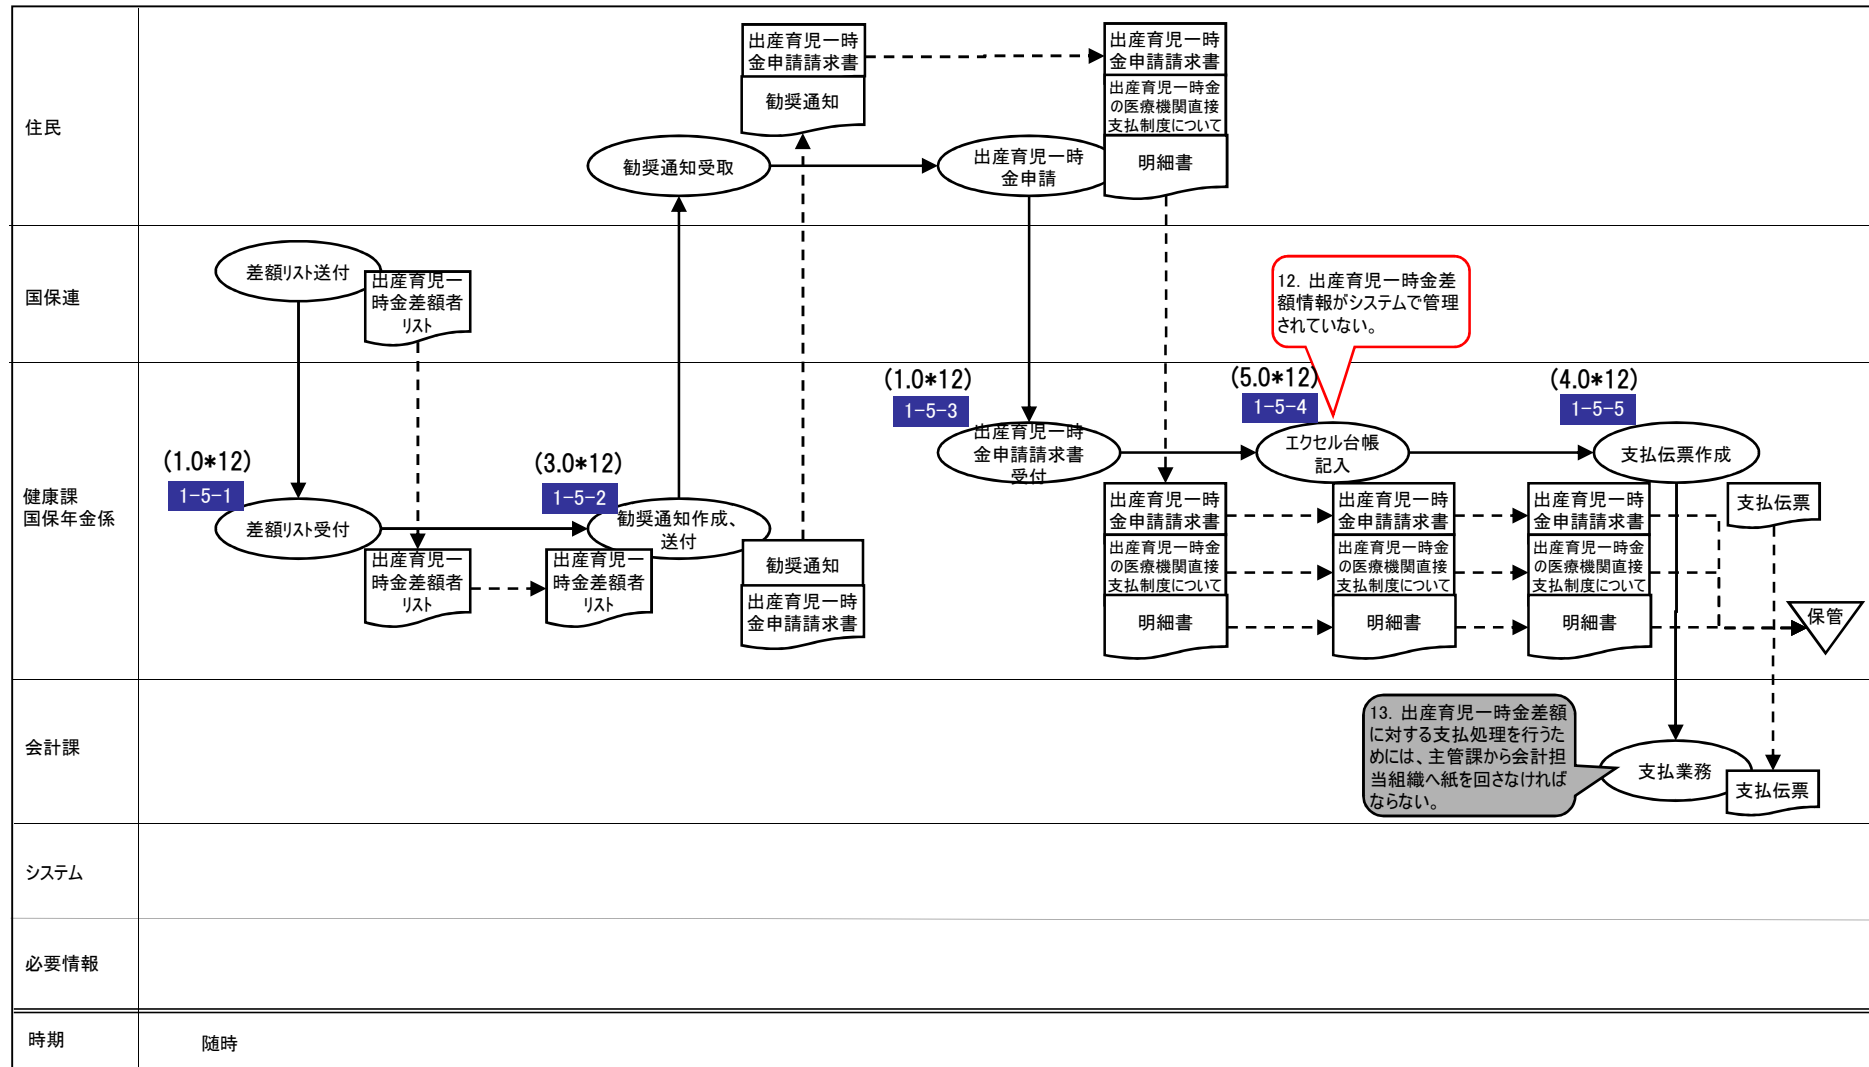 住民
出産育児一時
金申請請求書
勧奨通知
出産育児一時
金申請請求書
出産育児一時金
の医療機関直接
支払制度について
明細書
勧奨通知受取
出産育児一時
金申請
国保連
差額リスト送付
出産育児一
時金差額者
リスト
12. 出産育児一時金差
額情報がシステムで管理
されていない。
健康課
国保年金係
(1.0*12)
1-5-1
差額リスト受付
出産育児一
時金差額者
リスト
(3.0*12)
1-5-2
勧奨通知作成、
送付
出産育児一
時金差額者
リスト
勧奨通知
出産育児一時
金申請請求書
(1.0*12)
1-5-3
出産育児一時
金申請請求書
受付
出産育児一時
金申請請求書
出産育児一時金
の医療機関直接
支払制度について
明細書
(5.0*12)
1-5-4
エクセル台帳
記入
出産育児一時
金申請請求書
出産育児一時金
の医療機関直接
支払制度について
明細書
(4.0*12)
1-5-5
支払伝票作成
出産育児一時
金申請請求書
出産育児一時金
の医療機関直接
支払制度について
明細書
支払伝票
保管
会計課
13. 出産育児一時金差額
に対する支払処理を行うた
めには、主管課から会計担
当組織へ紙を回さなければ
ならない。
支払業務
支払伝票
システム
必要情報
時期
随時